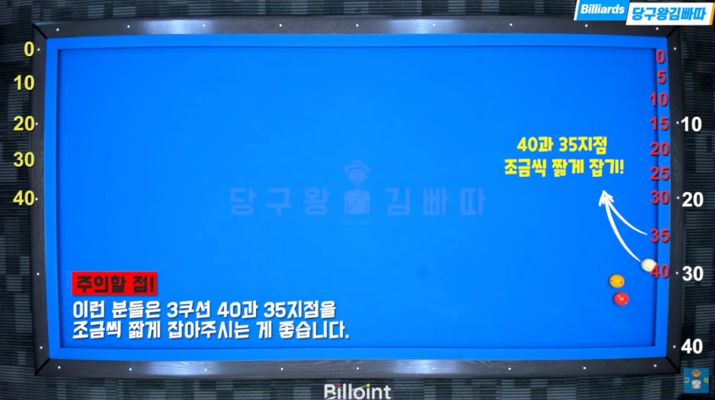 Billiards 당구왕김빠따
0
10
20
30
40
0
5
10
15
20
25
30
35
40
10
20
30
40
40과 35지점
조금씩 짧게 잡기!
당구왕 김빠따
주의할 점!
이런 분들은 3쿠션 40과 35지점을
조금씩 짧게 잡아주시는 게 좋습니다.
Billoint